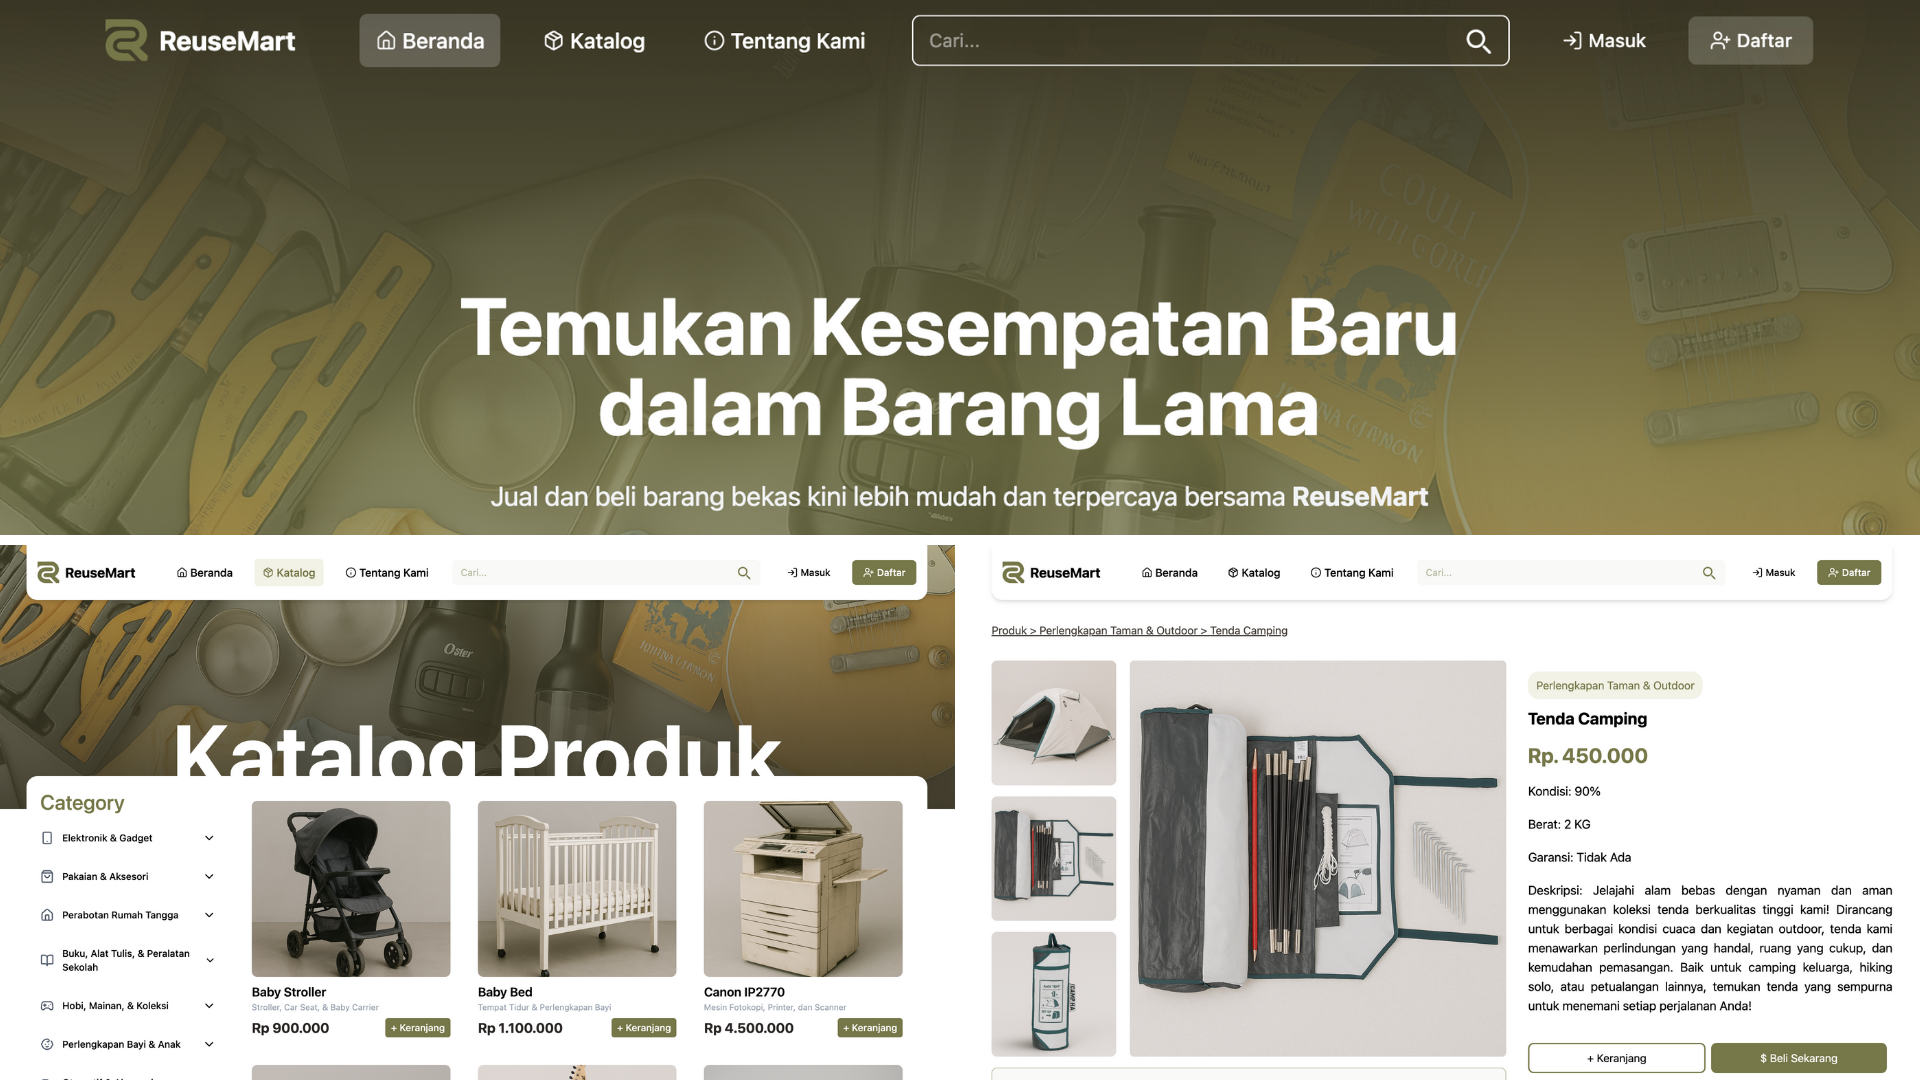 ReuseMart
Beranda
Katalog
Tentang Kami
Cari...
Masuk
Daftar
Temukan Kesempatan Baru
dalam Barang Lama
Jual dan beli barang bekas kini lebih mudah dan terpercaya bersama ReuseMart
COULI
WITH CORTE
Oster
ReuseMart
Beranda
Katalog
Tentang Kami
Cari...
Masuk
Daftar
Oster
Katalog Produk
Category
Elektronik & Gadget
Pakaian & Aksesori
Perabotan Rumah Tangga
Buku, Alat Tulis, & Peralatan
Sekolah
Hobi, Mainan, & Koleksi
Perlengkapan Bayi & Anak
Baby Stroller
Stroller, Car Seat, & Baby Carrier
Rp 900.000
+ Keranjang
Baby Bed
Tempat Tidur & Perlengkapan Bayi
Rp 1.100.000
+ Keranjang
Canon IP2770
Mesin Fotokopi, Printer, dan Scanner
Rp 4.500.000
+ Keranjang
ReuseMart
Beranda
Katalog
Tentang Kami
Cari...
Masuk
Daftar
Produk > Perlengkapan Taman & Outdoor > Tenda Camping
Perlengkapan Taman & Outdoor
Tenda Camping
Rp. 450.000
Kondisi: 90%
Berat: 2 KG
Garansi: Tidak Ada
Deskripsi: Jelajahi alam bebas dengan nyaman dan aman
menggunakan koleksi tenda berkualitas tinggi kami! Dirancang
untuk berbagai kondisi cuaca dan kegiatan outdoor, tenda kami
menawarkan perlindungan yang handal, ruang yang cukup, dan
kemudahan pemasangan. Baik untuk camping keluarga, hiking
solo, atau petualangan lainnya, temukan tenda yang sempurna
untuk menemani setiap perjalanan Anda!
+ Keranjang
$ Beli Sekarang